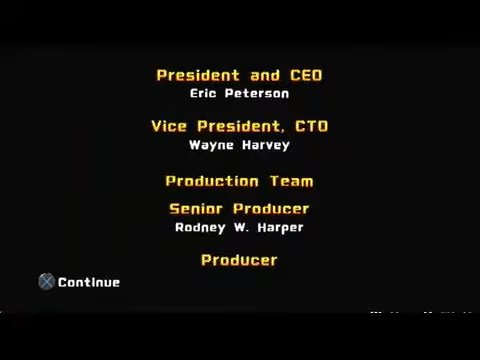 President and CEO
Eric Peterson
Vice President, CTO
Wayne Harvey
Production Team
Senior Producer
Rodney W. Harper
Producer
Continue